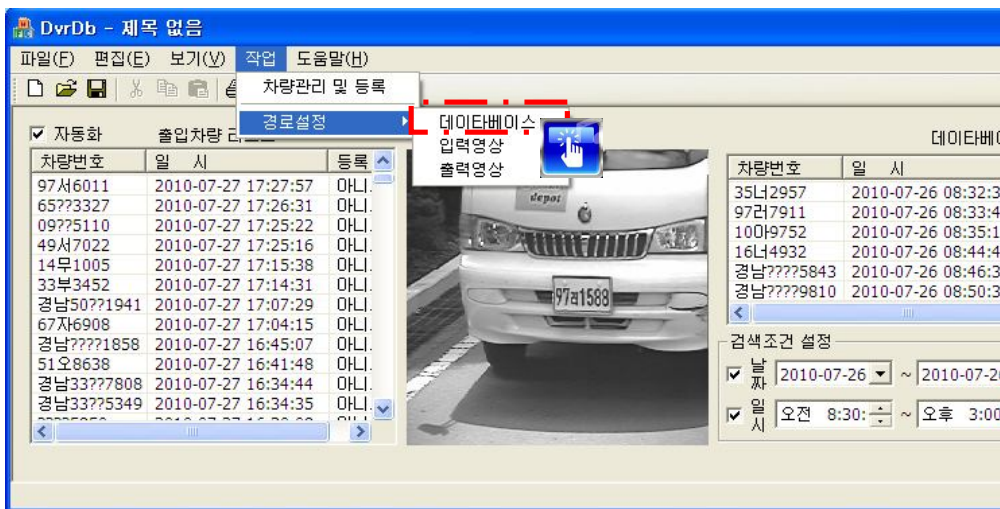 DvrDb - 제목 없음
파일(F) 편집(E) 보기(V) 작업 도움말(H)
차량관리 및 등록
경로설정
데이타베이스
입력영상
출력영상
자동화 출입차량
차량번호 일 시 등록
97서6011 2010-07-27 17:27:57 아니.
65??3327 2010-07-27 17:26:31 아니.
09??5110 2010-07-27 17:25:22 아니.
49서7022 2010-07-27 17:25:16 아니.
14무1005 2010-07-27 17:15:38 아니.
33부3452 2010-07-27 17:14:31 아니.
경남50??1941 2010-07-27 17:07:29 아니.
67자6908 2010-07-27 17:04:15 아니.
경남????1858 2010-07-27 16:45:07 아니.
51오8638 2010-07-27 16:41:48 아니.
경남33???7808 2010-07-27 16:34:44 아니.
경남33??5349 2010-07-27 16:34:35 아니.
depot
1588
데이타베이
차량번호 일 시
35너2957 2010-07-26 08:32:3
97러7911 2010-07-26 08:33:4
10아9752 2010-07-26 08:35:1
16너4932 2010-07-26 08:44:4
경남????5843 2010-07-26 08:46:3
경남????9810 2010-07-26 08:50:3
검색조건 설정
날짜 2010-07-26 ~ 2010-07-2
일시 오전 8:30: ~ 오후 3:00